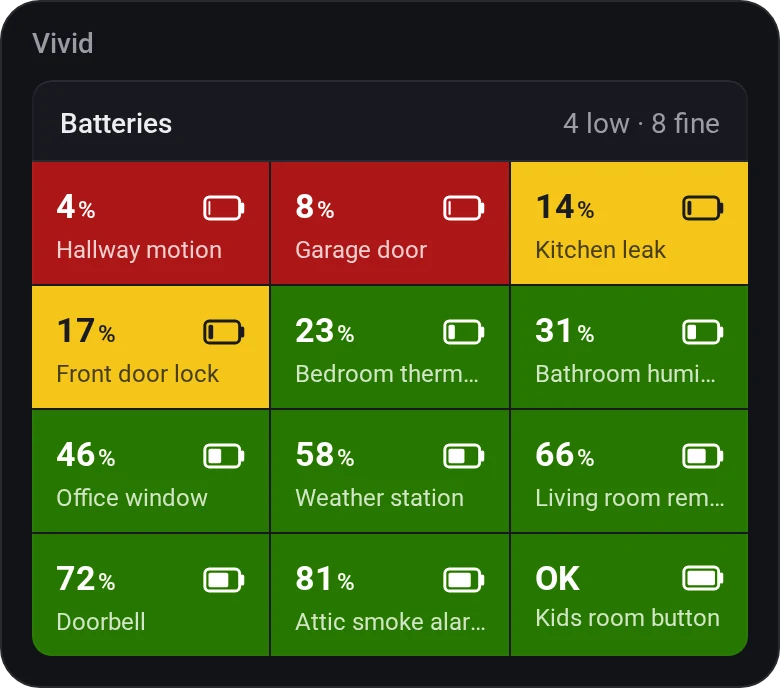 Vivid
Batteries 4 low · 8 fine
4% 8% 14%
Hallway motion Garage door Kitchen leak
17% 23% 31%
Front door lock Bedroom therm… Bathroom humi…
46% 58% 66%
Office window Weather station Living room rem…
72% 81% OK
Doorbell Attic smoke alar… Kids room button